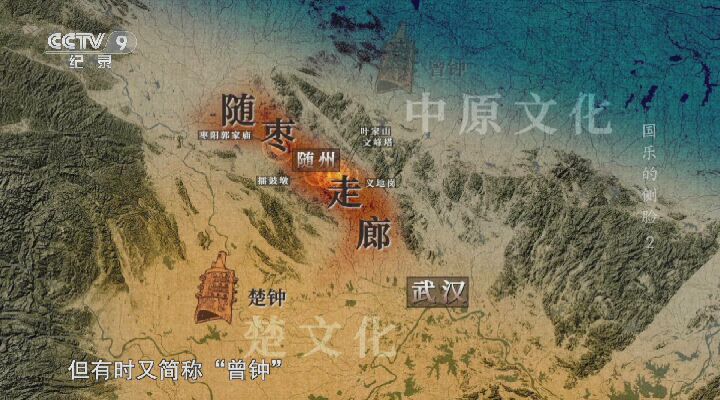 CCTV 9
纪录
曾钟
中原文化
随枣走廊
枣阳郭家庙
叶家山
文峰塔
随州
擂鼓墩
义地岗
国乐的侧脸2
楚钟
武汉
楚文化
但有时又简称“曾钟”